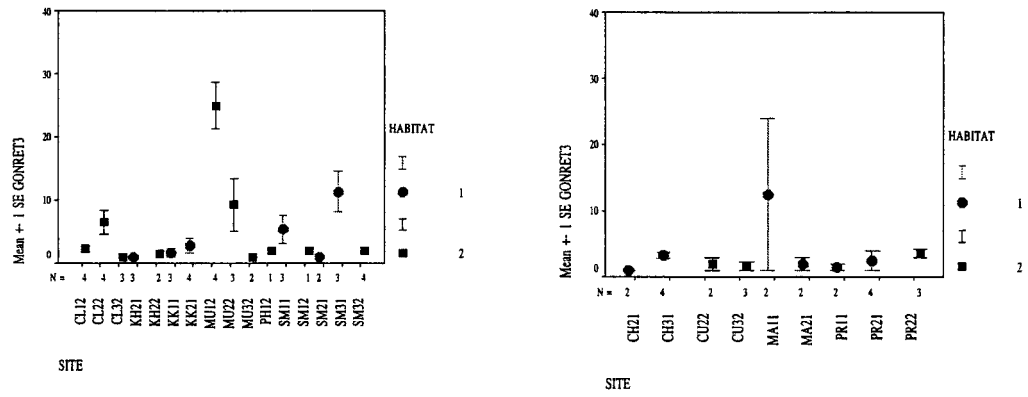 Mean +- 1 SE GONRET3
40
30
20
10
0
N = 4 4 3 3 2 3 4 4 3 2 1 3 1 2 3 4
CL12 CL22 CL32 KH21 KH22 KK11 KK21 MU12 MU22 MU32 PH12 SM11 SM12 SM21 SM31 SM32
SITE
HABITAT
1
2
Mean +- 1 SE GONRET3
40
30
20
10
0
N = 2 4 2 3 2 2 2 4 3
CH21 CH31 CU22 CU32 MA11 MA21 PR11 PR21 PR22
SITE
HABITAT
1
2